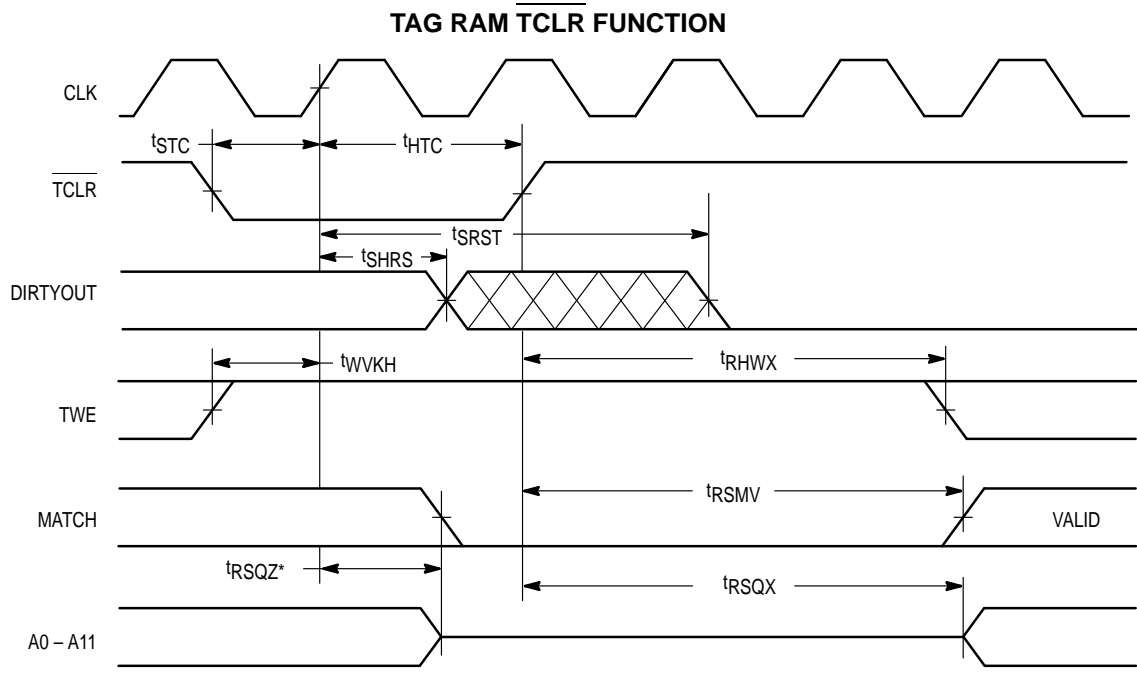 TAG RAM TCLR FUNCTION
CLK
tSTC
tHTC
TCLR
tSRST
tSHRS
DIRTYOUT
tWVKH
tRHWX
TWE
tRSMV
MATCH
VALID
tRSQZ*
tRSQX
A0 – A11